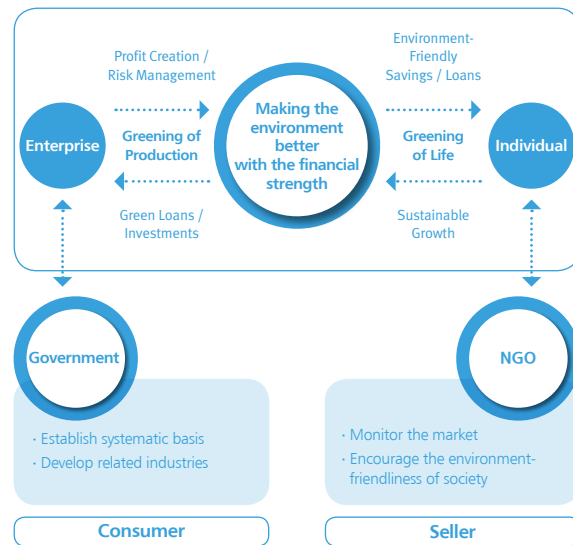 Profit Creation /
Risk Management
Environment-
Friendly
Savings / Loans
Enterprise
Greening of
Production
Making the
environment
better
with the financial
strength
Greening
of Life
Individual
Green Loans /
Investments
Sustainable
Growth
Government
NGO
· Establish systematic basis
· Develop related industries
· Monitor the market
· Encourage the environment-
friendliness of society
Consumer
Seller